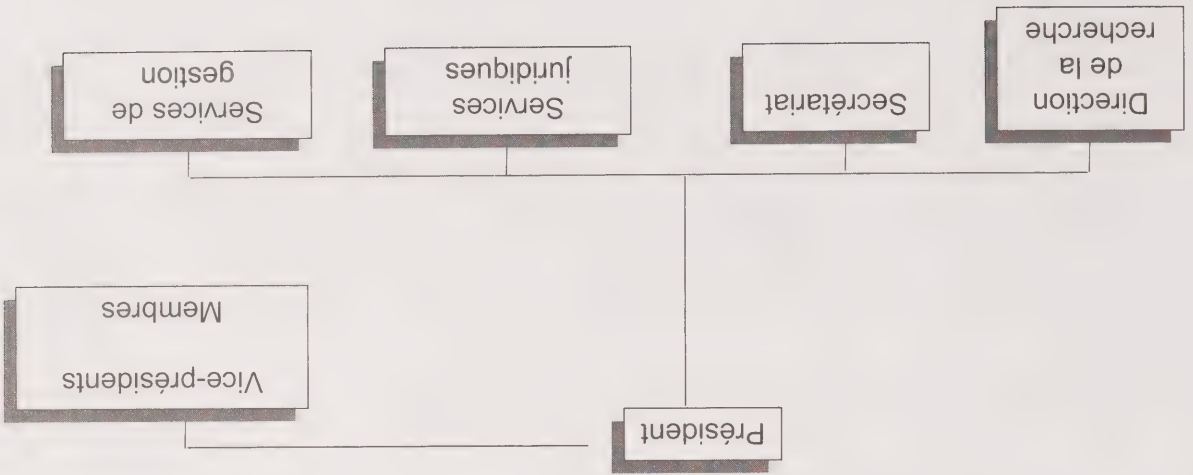 Président
Vice-présidents
Membres
Direction
de la
recherche
Secrétariat
Services
juridiques
Services de
gestion